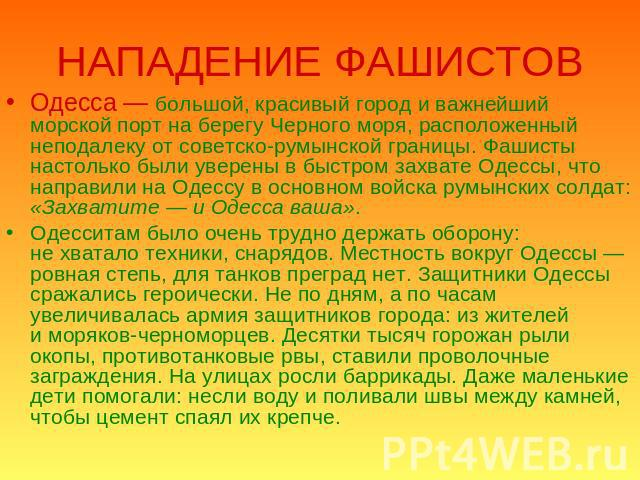 НАПАДЕНИЕ ФАШИСТОВ
• Одесса — большой, красивый город и важнейший
морской порт на берегу Черного моря, расположенный
неподалеку от советско-румынской границы. Фашисты
настолько были уверены в быстром захвате Одессы, что
направили на Одессу в основном войска румынских солдат:
«Захватите — и Одесса ваша».
• Одесситам было очень трудно держать оборону:
не хватало техники, снарядов. Местность вокруг Одессы —
ровная степь, для танков преград нет. Защитники Одессы
сражались героически. Не по дням, а по часам
увеличивалась армия защитников города: из жителей
и моряков-черноморцев. Десятки тысяч горожан рыли
окопы, противотанковые рвы, ставили проволочные
заграждения. На улицах росли баррикады. Даже маленькие
дети помогали: несли воду и поливали швы между камней,
чтобы цемент спаял их крепче.
PPt4WEB.ru